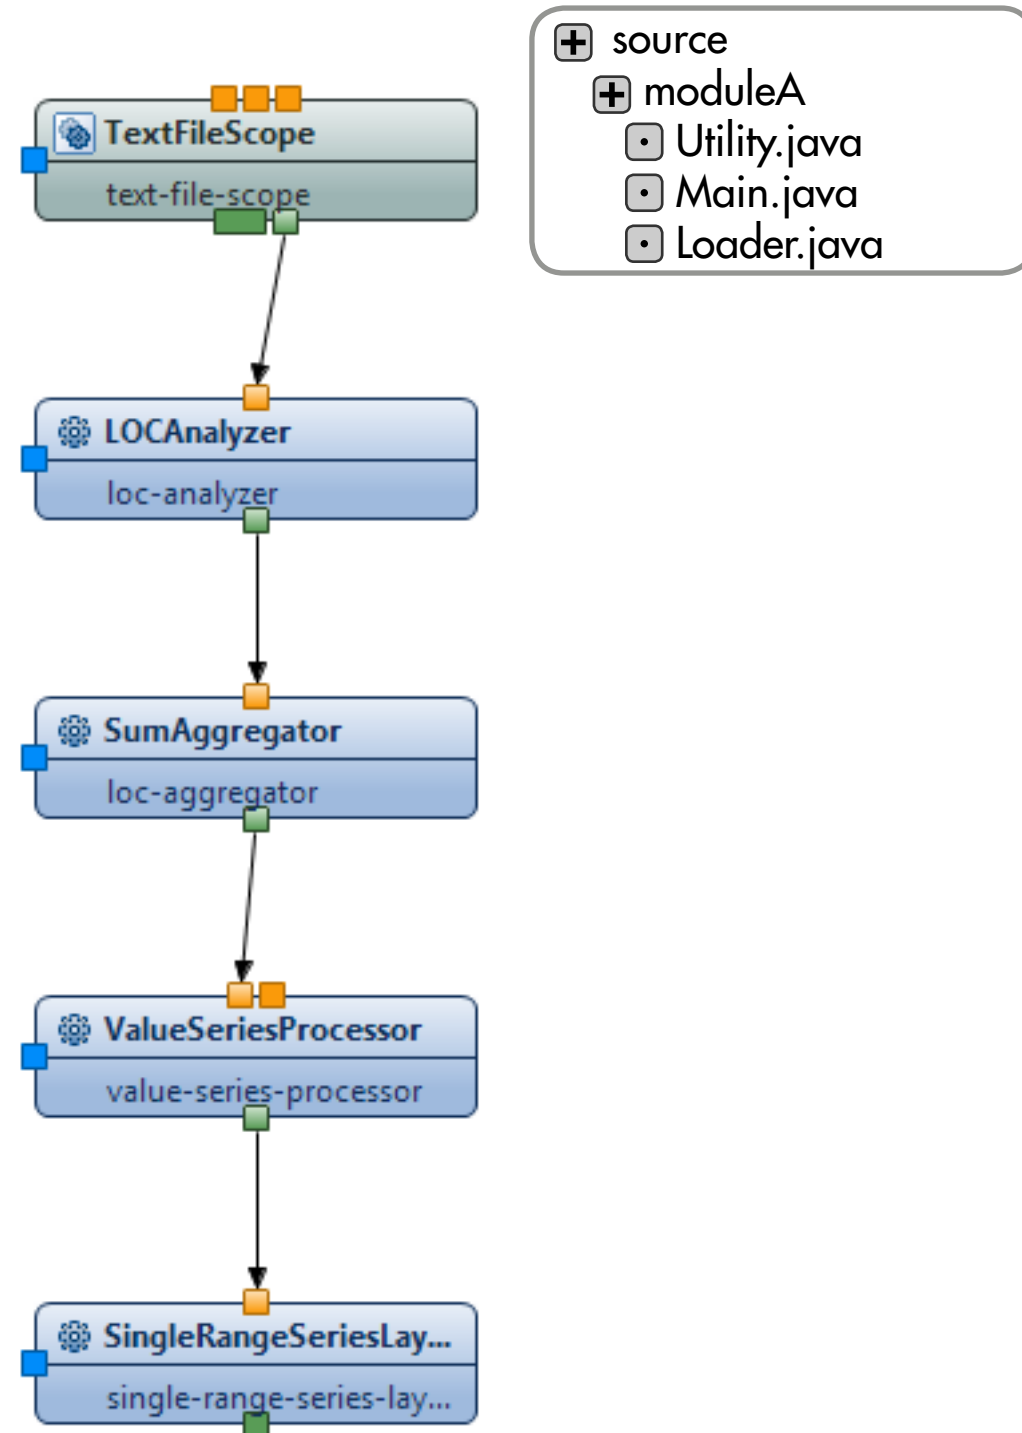 TextFileScope
text-file-scope
source
moduleA
Utility.java
Main.java
Loader.java
LOCAnalyzer
loc-analyzer
SumAggregator
loc-aggregator
ValueSeriesProcessor
value-series-processor
SingleRangeSeriesLay...
single-range-series-lay...